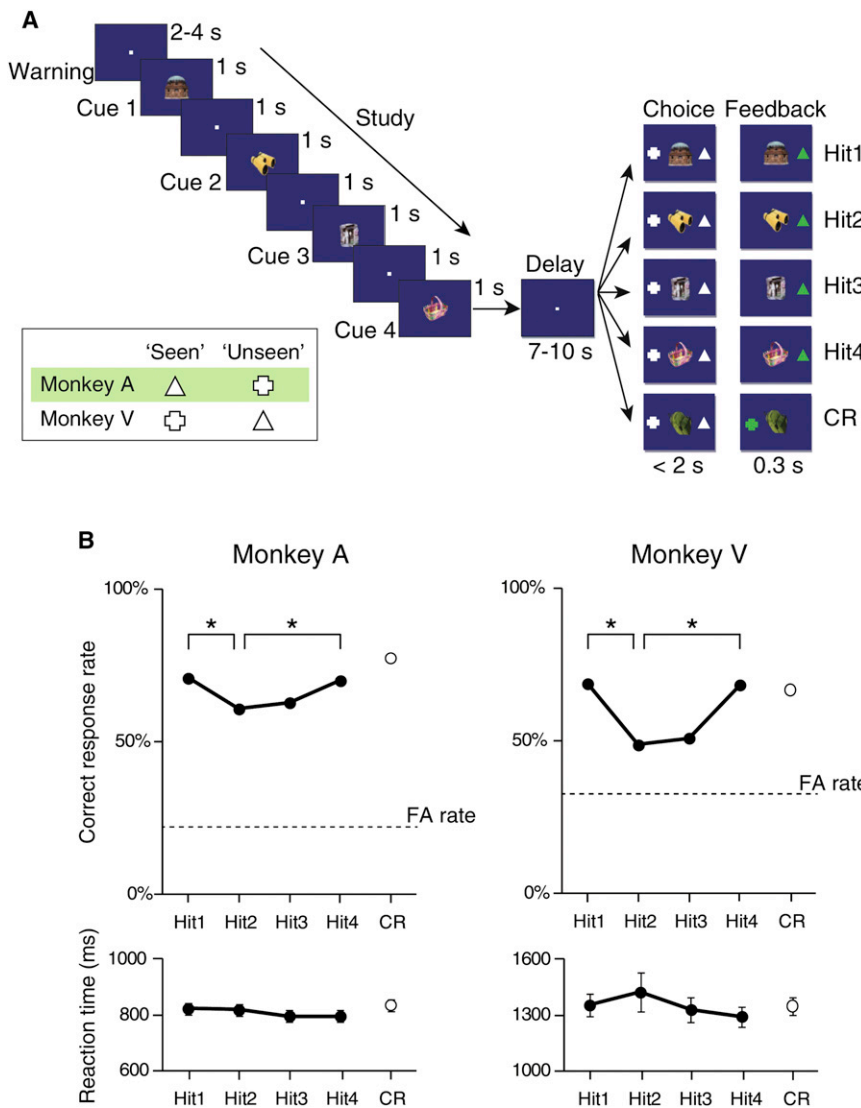 A
2-4 s
Warning
1 s
Cue 1
1 s
Cue 2
1 s
1 s
Cue 3
1 s
1 s
Cue 4
1 s
Study
Delay
7-10 s
Choice Feedback
Hit1
Hit2
Hit3
Hit4
CR
< 2 s 0.3 s
'Seen' 'Unseen'
Monkey A
Monkey V
B
Monkey A
Correct response rate
100%
50%
0%
*
*
FA rate
Hit1 Hit2 Hit3 Hit4 CR
Reaction time (ms)
1000
800
600
Hit1 Hit2 Hit3 Hit4 CR
Monkey V
100%
50%
0%
*
*
FA rate
Hit1 Hit2 Hit3 Hit4 CR
1600
1300
1000
Hit1 Hit2 Hit3 Hit4 CR